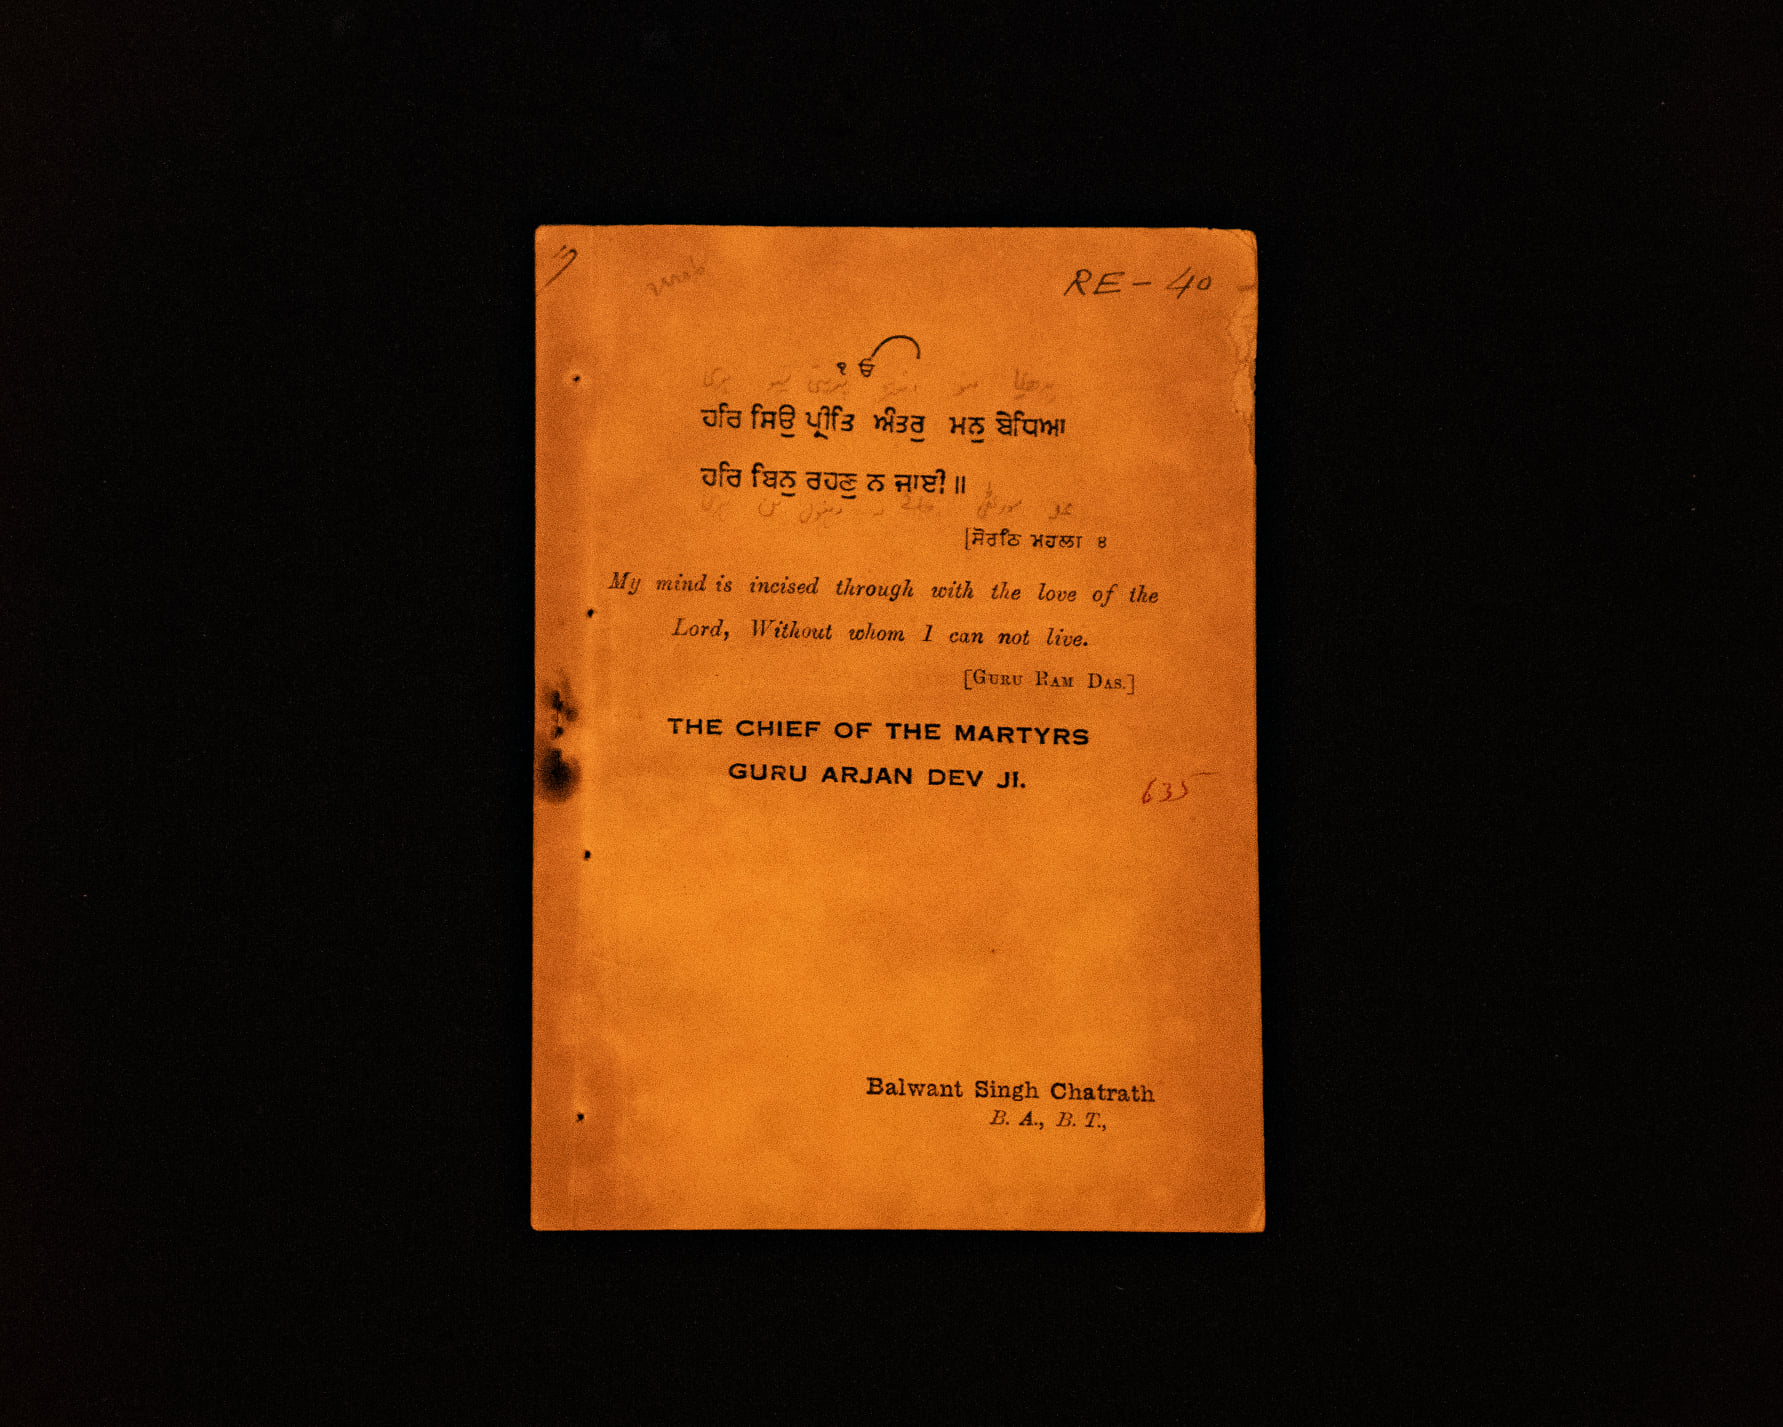 RE - 40
ੴ
ਹਰਿ ਸਿਉ ਪ੍ਰੀਤਿ ਅੰਤਰੁ ਮਨੁ ਬੇਧਿਆ
ਹਰਿ ਬਿਨੁ ਰਹਣੁ ਨ ਜਾਈ ॥
[ਸੋਰਠਿ ਮਹਲਾ ੪
My mind is incised through with the love of the
Lord, Without whom I can not live.
[GURU RAM DAS.]
THE CHIEF OF THE MARTYRS
GURU ARJAN DEV JI.
635
Balwant Singh Chatrath
B. A., B. T.,